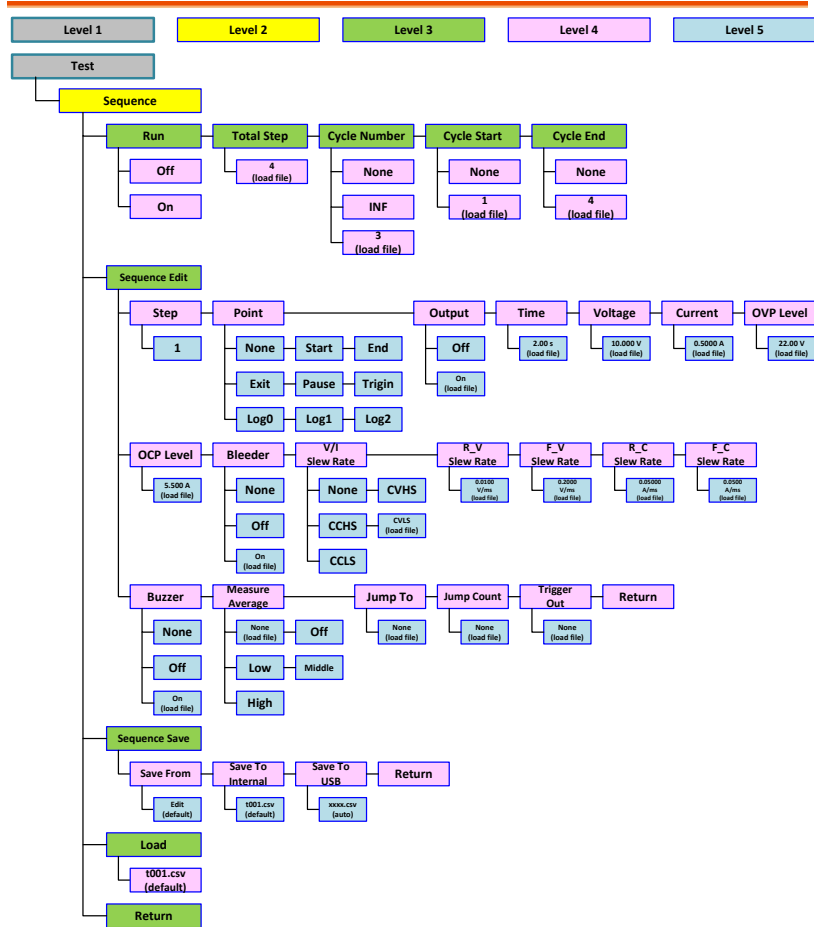 Level 1
Level 2
Level 3
Level 4
Level 5
Test
Sequence
Run
Total Step
Cycle Number
Cycle Start
Cycle End
Off
4
(load file)
None
None
None
On
INF
1
(load file)
4
(load file)
3
(load file)
Sequence Edit
Step
Point
Output
Time
Voltage
Current
OVP Level
1
None
Start
End
Off
2.00 s
(load file)
10.000 V
(load file)
0.5000 A
(load file)
22.00 V
(load file)
Exit
Pause
Trigin
On
(load file)
Log0
Log1
Log2
OCP Level
Bleeder
V/I
Slew Rate
R_V
Slew Rate
F_V
Slew Rate
R_C
Slew Rate
F_C
Slew Rate
5.500 A
(load file)
None
None
CVHS
0.0100
V/ms
(load file)
0.2000
V/ms
(load file)
0.05000
A/ms
(load file)
0.0500
A/ms
(load file)
Off
CCHS
CVLS
(load file)
On
(load file)
CCLS
Buzzer
Measure
Average
Jump To
Jump Count
Trigger
Out
Return
None
None
(load file)
Off
None
(load file)
None
(load file)
None
(load file)
Off
Low
Middle
On
(load file)
High
Sequence Save
Save From
Save To
Internal
Save To
USB
Return
Edit
(default)
t001.csv
(default)
xxxx.csv
(auto)
Load
t001.csv
(default)
Return